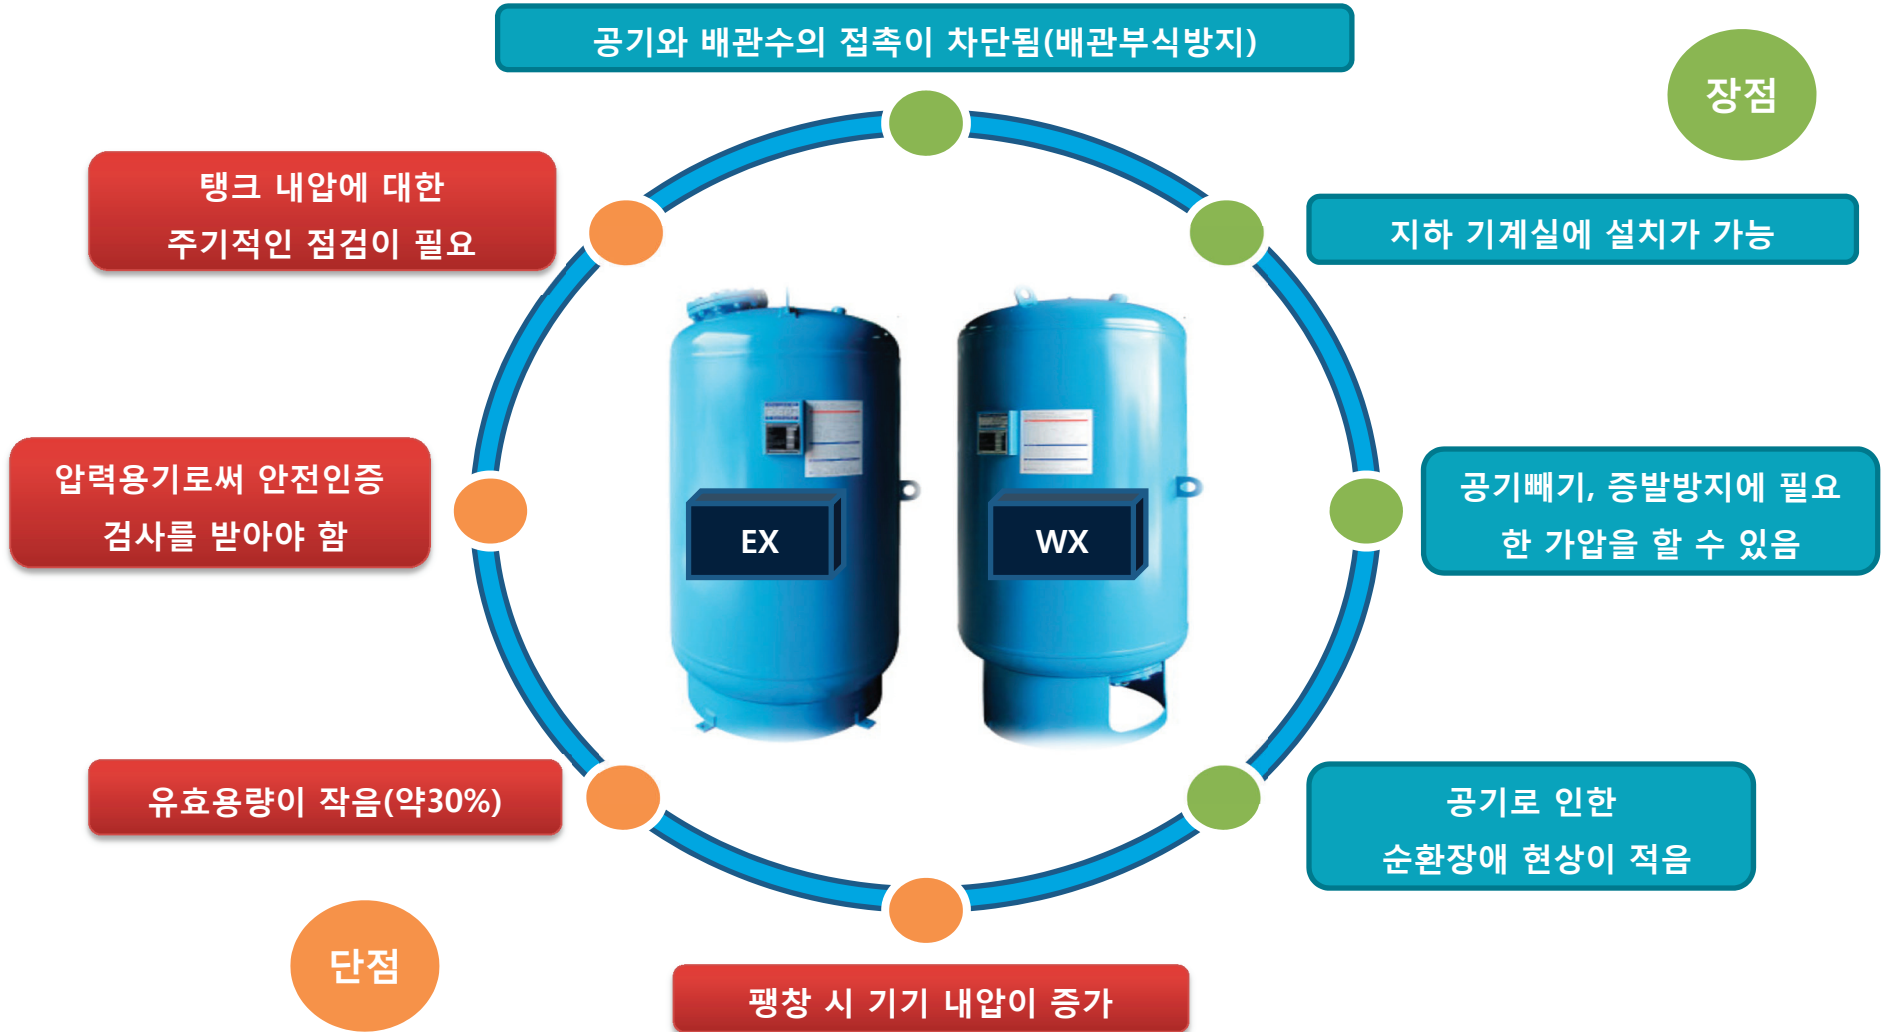 공기와 배관수의 접촉이 차단됨(배관부식방지)
장점
탱크 내압에 대한
주기적인 점검이 필요
지하 기계실에 설치가 가능
압력용기로써 안전인증
검사를 받아야 함
EX
WX
공기빼기, 증발방지에 필요
한 가압을 할 수 있음
유효용량이 작음(약30%)
공기로 인한
순환장애 현상이 적음
단점
팽창 시 기기 내압이 증가